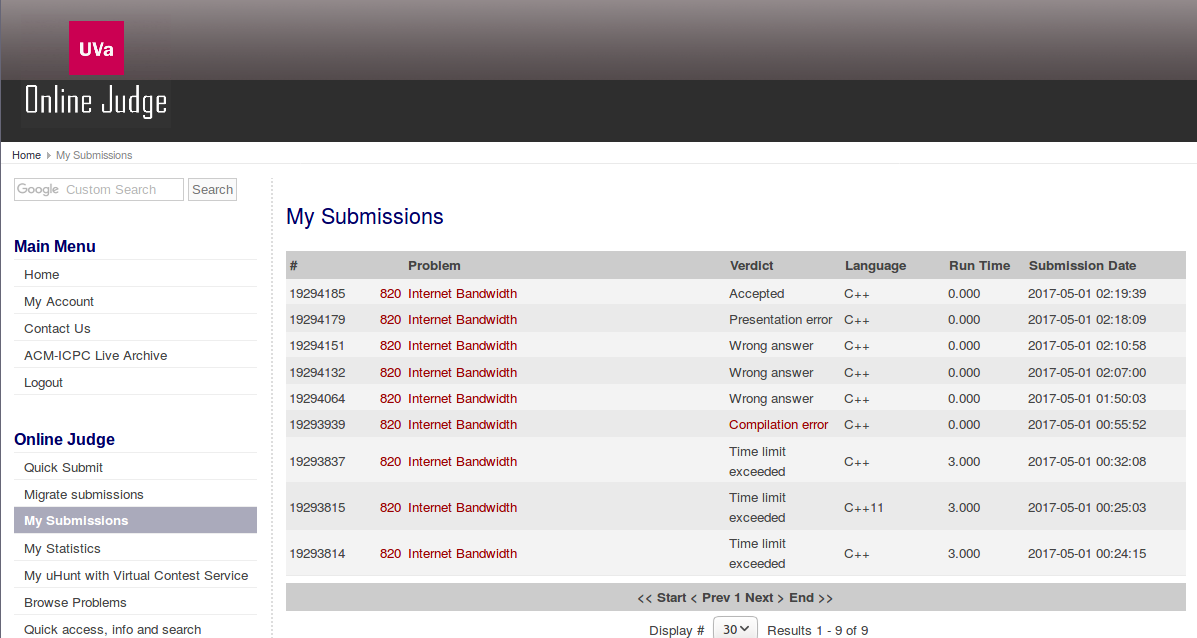 UVa
Online Judge
Home My Submissions
Google Custom Search Search
Main Menu
Home
My Account
Contact Us
ACM-ICPC Live Archive
Logout
Online Judge
Quick Submit
Migrate submissions
My Submissions
My Statistics
My uHunt with Virtual Contest Service
Browse Problems
Quick access, info and search
My Submissions
# Problem Verdict Language Run Time Submission Date
19294185 820 Internet Bandwidth Accepted C++ 0.000 2017-05-01 02:19:39
19294179 820 Internet Bandwidth Presentation error C++ 0.000 2017-05-01 02:18:09
19294151 820 Internet Bandwidth Wrong answer C++ 0.000 2017-05-01 02:10:58
19294132 820 Internet Bandwidth Wrong answer C++ 0.000 2017-05-01 02:07:00
19294064 820 Internet Bandwidth Wrong answer C++ 0.000 2017-05-01 01:50:03
19293939 820 Internet Bandwidth Compilation error C++ 0.000 2017-05-01 00:55:52
19293837 820 Internet Bandwidth Time limit exceeded C++ 3.000 2017-05-01 00:32:08
19293815 820 Internet Bandwidth Time limit exceeded C++11 3.000 2017-05-01 00:25:03
19293814 820 Internet Bandwidth Time limit exceeded C++ 3.000 2017-05-01 00:24:15
<< Start < Prev 1 Next > End >>
Display # 30 Results 1 - 9 of 9